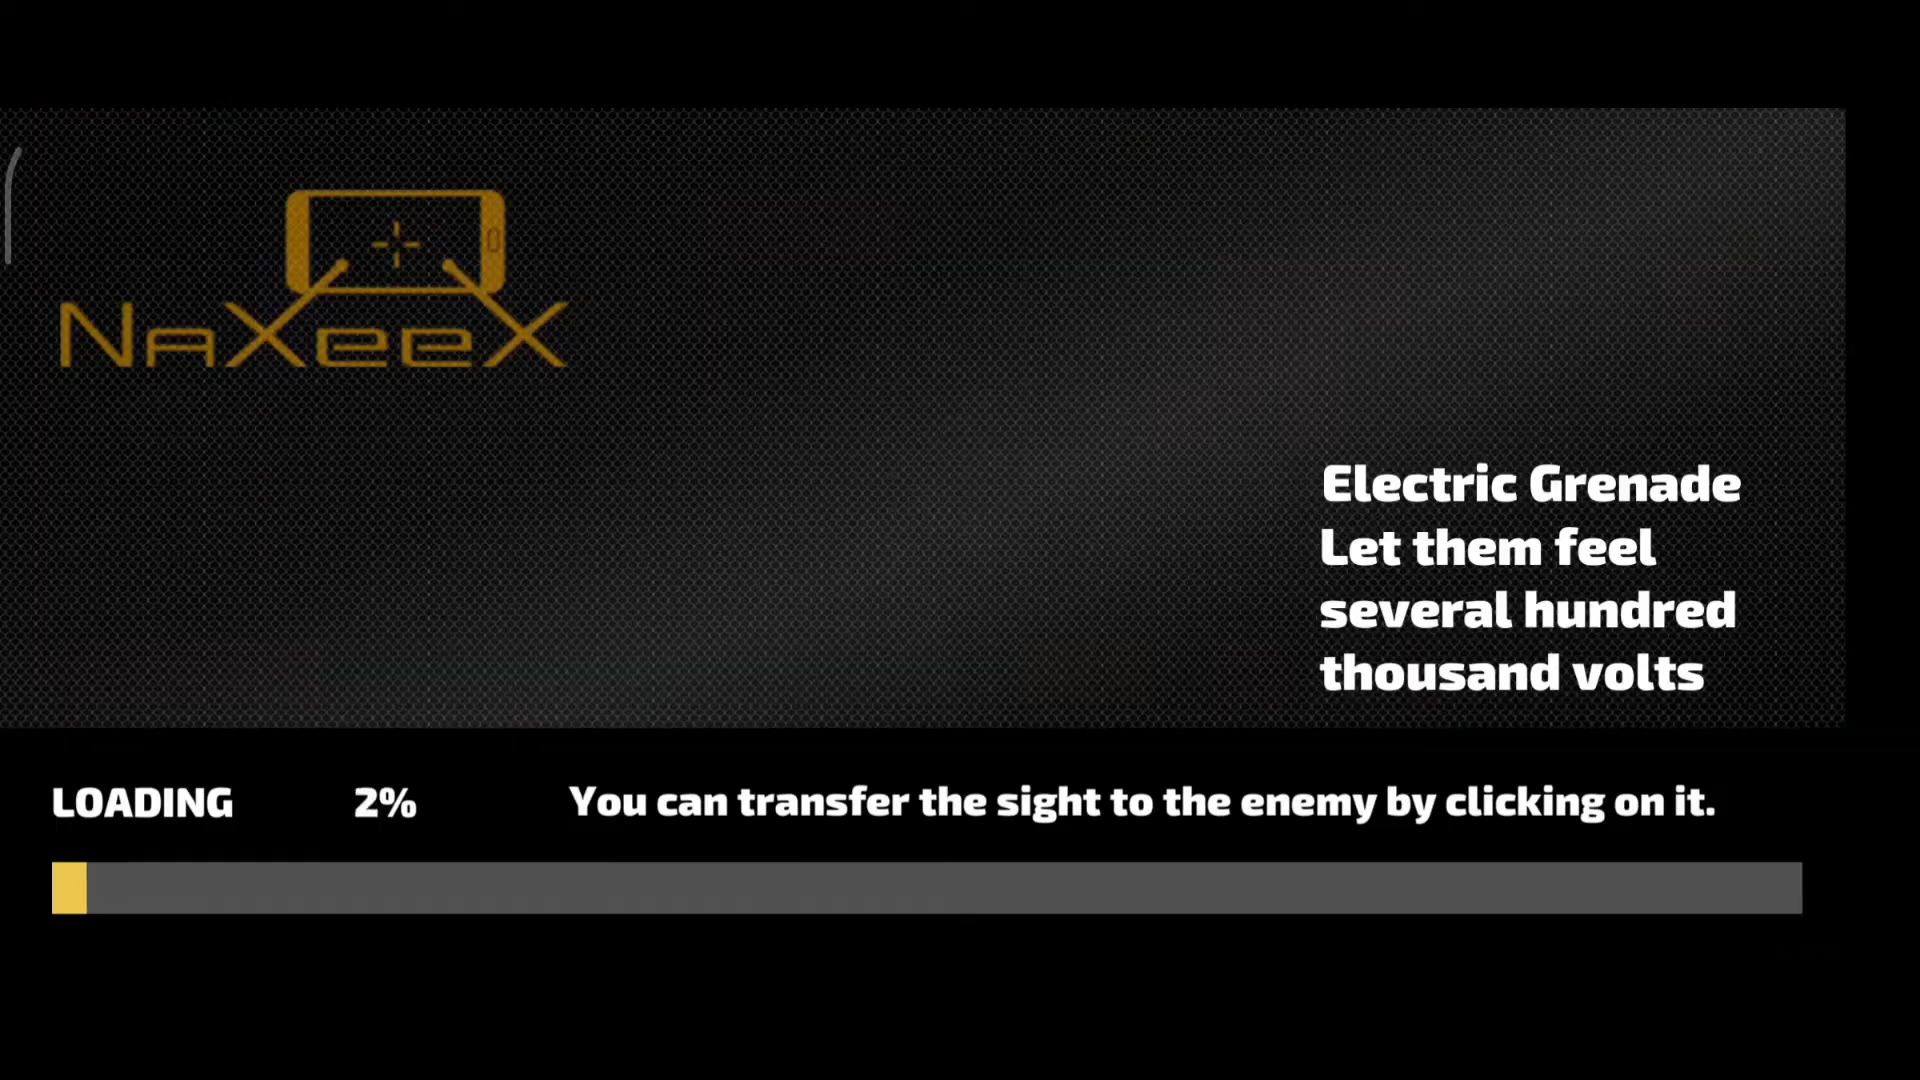 NaXeeX
Electric Grenade
Let them feel
several hundred
thousand volts
LOADING 2% You can transfer the sight to the enemy by clicking on it.